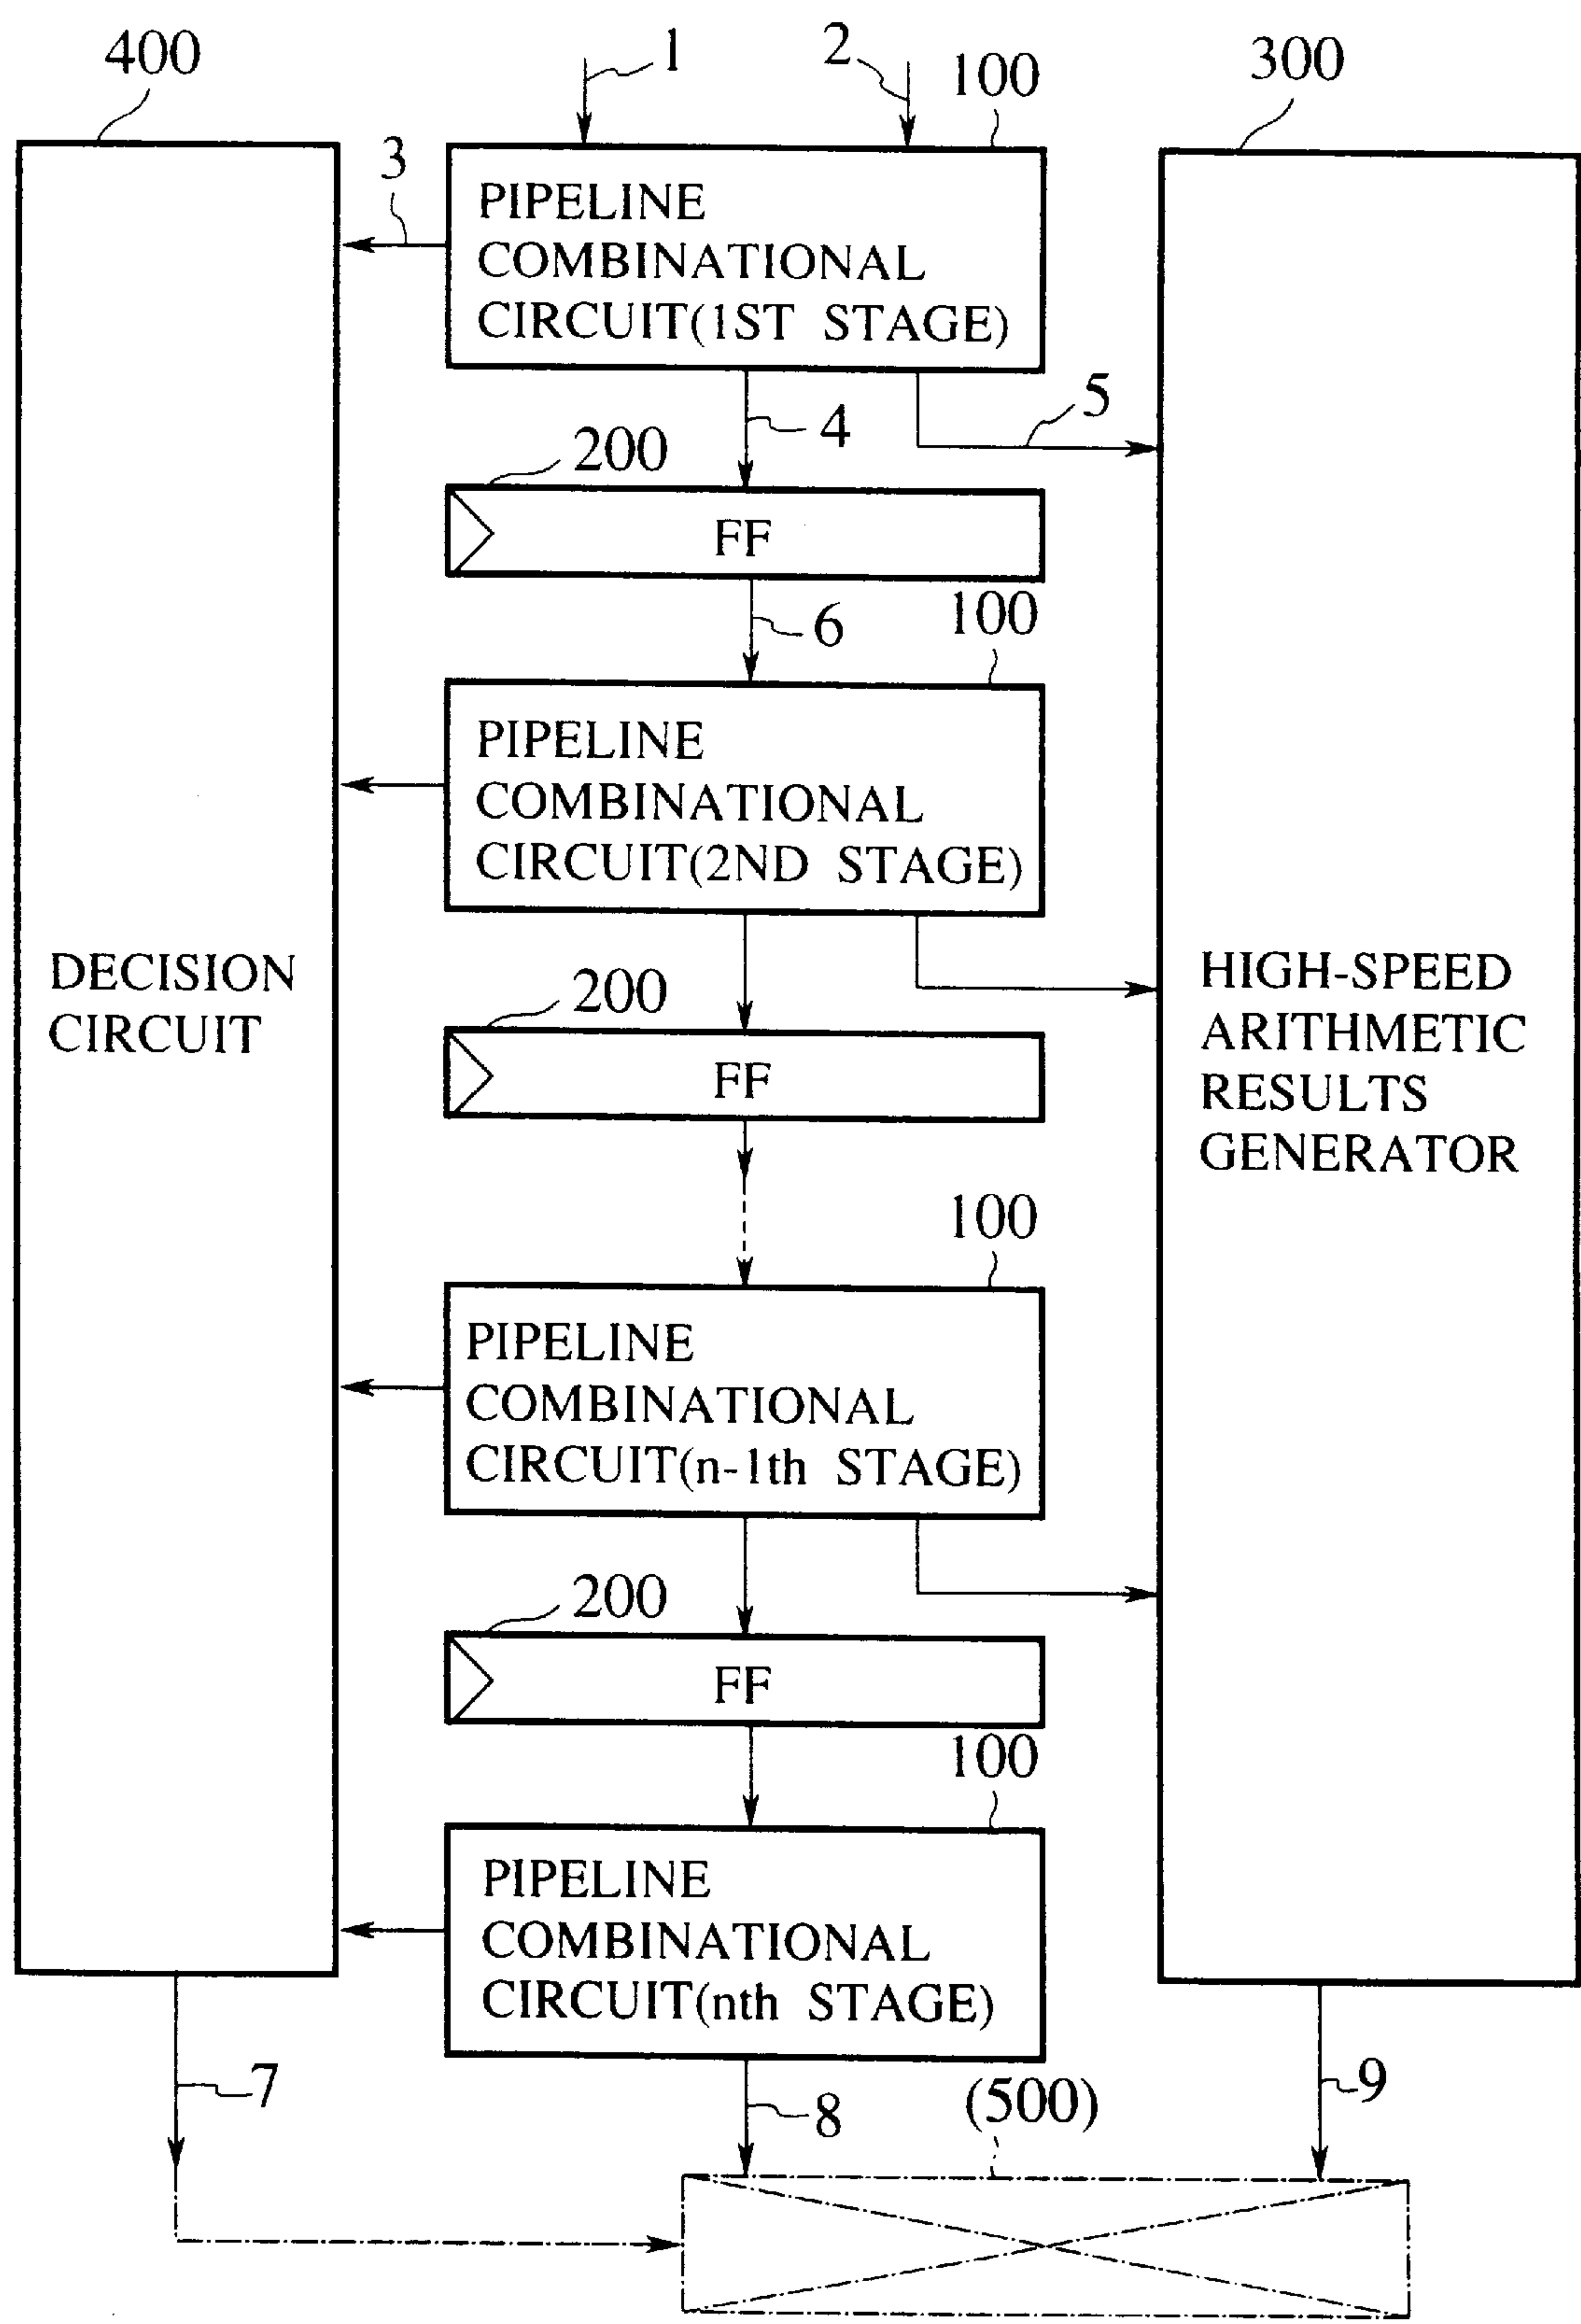 400
1
2
100
300
3
PIPELINE
COMBINATIONAL
CIRCUIT(1ST STAGE)
4
5
200
FF
6
100
PIPELINE
COMBINATIONAL
CIRCUIT(2ND STAGE)
DECISION
CIRCUIT
HIGH-SPEED
ARITHMETIC
RESULTS
GENERATOR
200
FF
100
PIPELINE
COMBINATIONAL
CIRCUIT(n-1th STAGE)
200
FF
100
PIPELINE
COMBINATIONAL
CIRCUIT(nth STAGE)
7
8
(500)
9